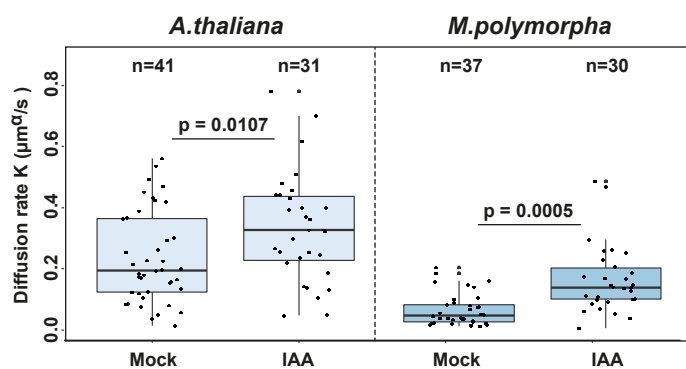 A.thaliana M.polymorpha
n=41 n=31 n=37 n=30
p = 0.0107
p = 0.0005
Diffusion rate K (μmᵅ/s)
0.8
0.6
0.4
0.2
0.0
Mock IAA Mock IAA